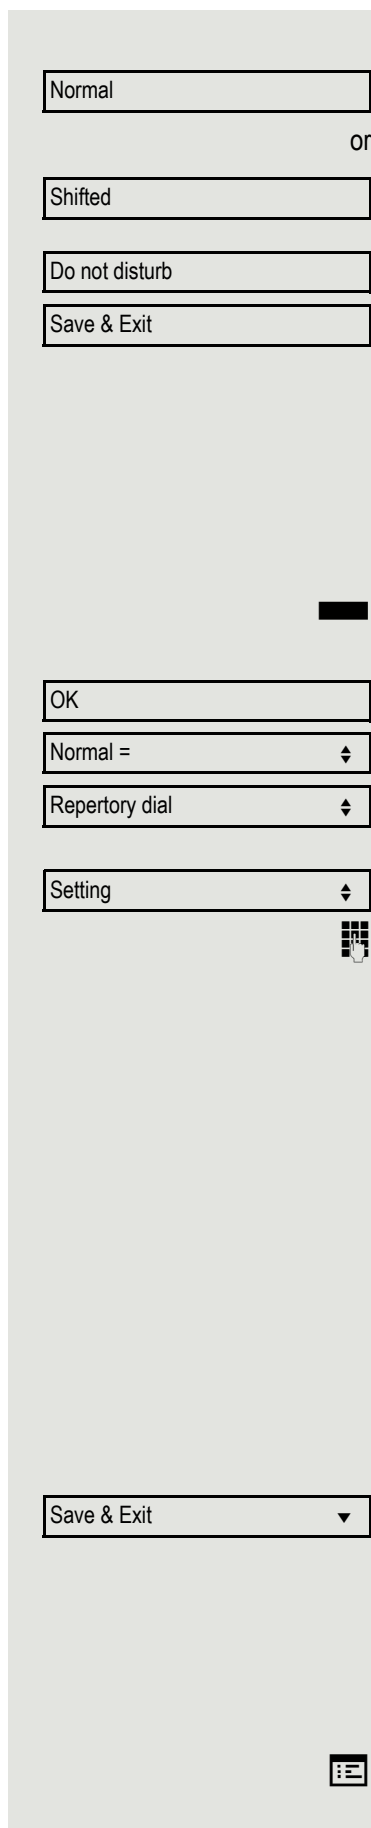 Normal
or
Shifted
Do not disturb
Save & Exit
OK
Normal =
Repertory dial
Setting
Save & Exit